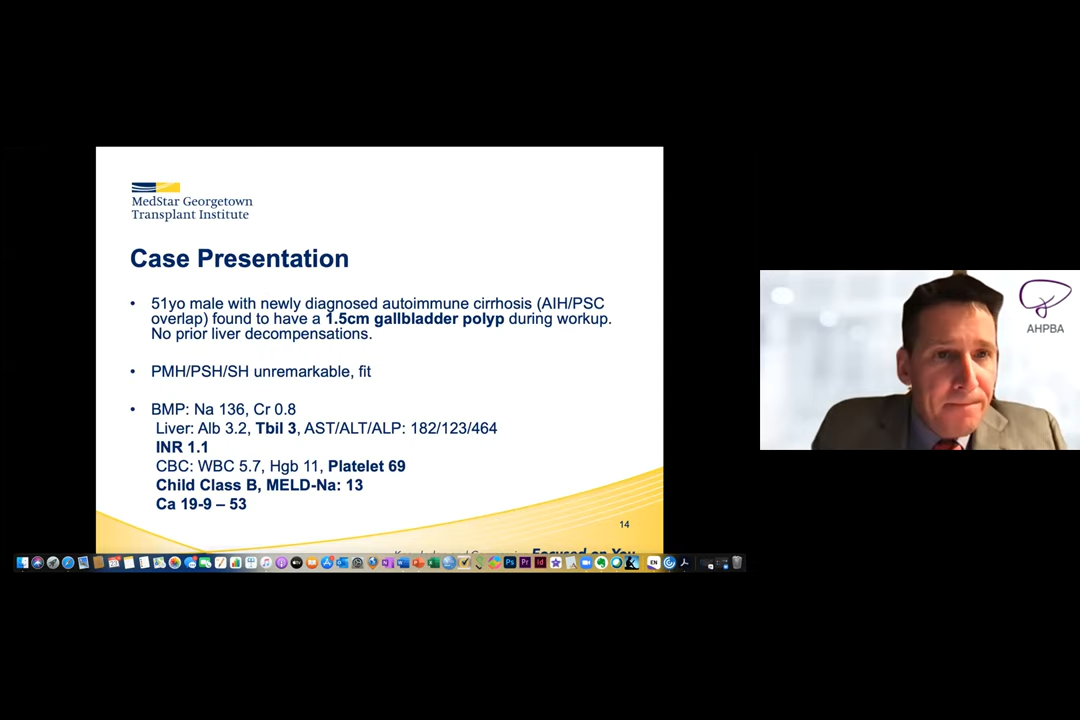 MedStar Georgetown
Transplant Institute
Case Presentation
• 51yo male with newly diagnosed autoimmune cirrhosis (AIH/PSC
overlap) found to have a 1.5cm gallbladder polyp during workup.
No prior liver decompensations.
• PMH/PSH/SH unremarkable, fit
• BMP: Na 136, Cr 0.8
Liver: Alb 3.2, Tbil 3, AST/ALT/ALP: 182/123/464
INR 1.1
CBC: WBC 5.7, Hgb 11, Platelet 69
Child Class B, MELD-Na: 13
Ca 19-9 – 53
14
Focused on You
AHPBA